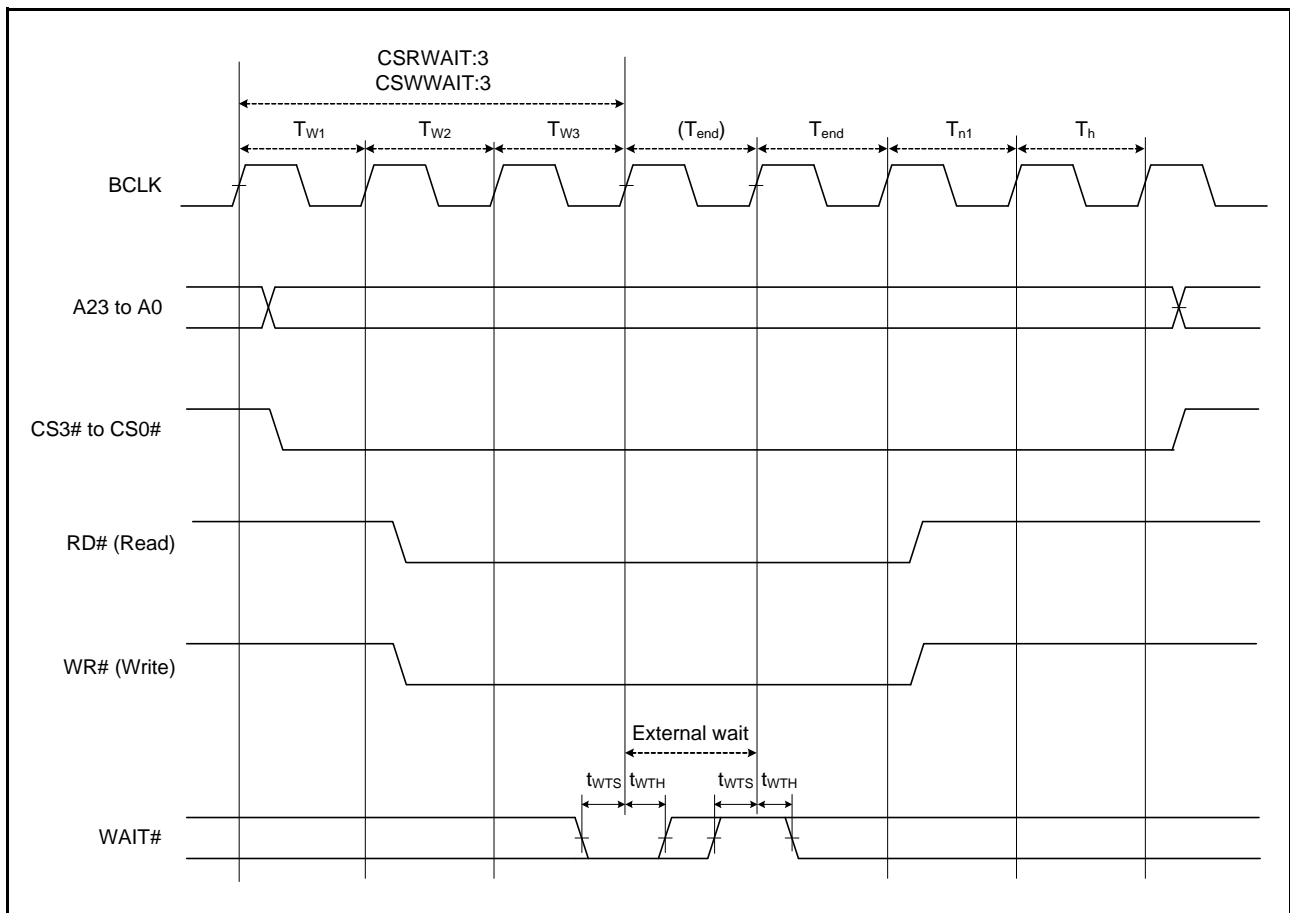 CSRWAIT:3
CSWWAIT:3
TW1 TW2 TW3 (Tend) Tend Tn1 Th
BCLK
A23 to A0
CS3# to CS0#
RD# (Read)
WR# (Write)
External wait
tWTS tWTH tWTS tWTH
WAIT#